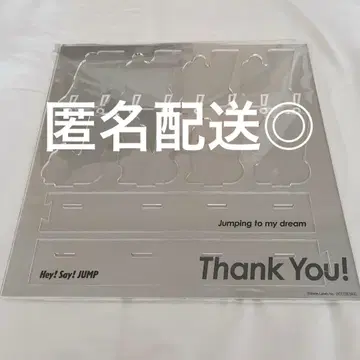 匿名配送◎
Jumping to my dream
Hey! Say! JUMP
Thank You!